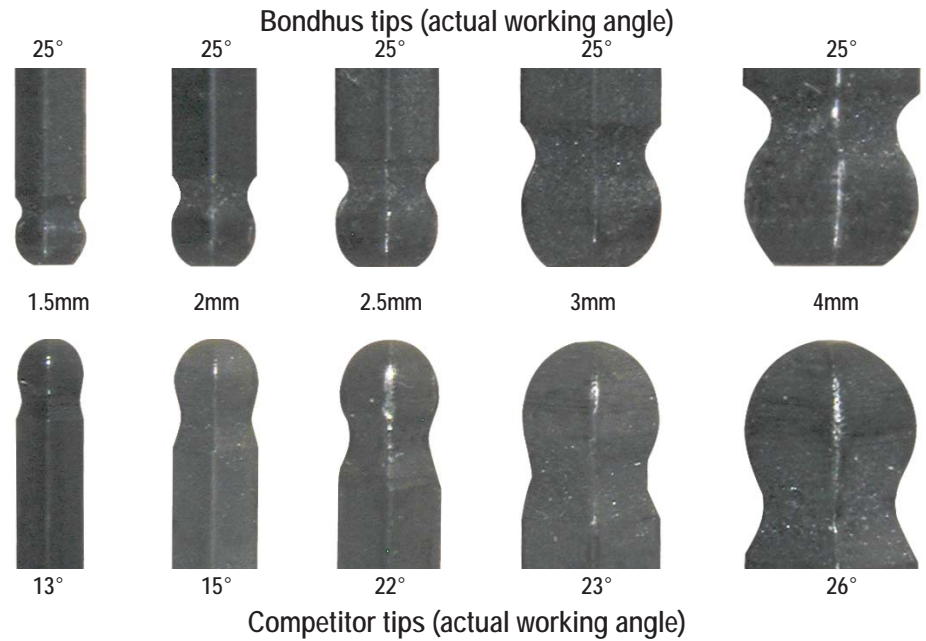 Bondhus tips (actual working angle)
25° 25° 25° 25° 25°
1.5mm 2mm 2.5mm 3mm 4mm
13° 15° 22° 23° 26°
Competitor tips (actual working angle)